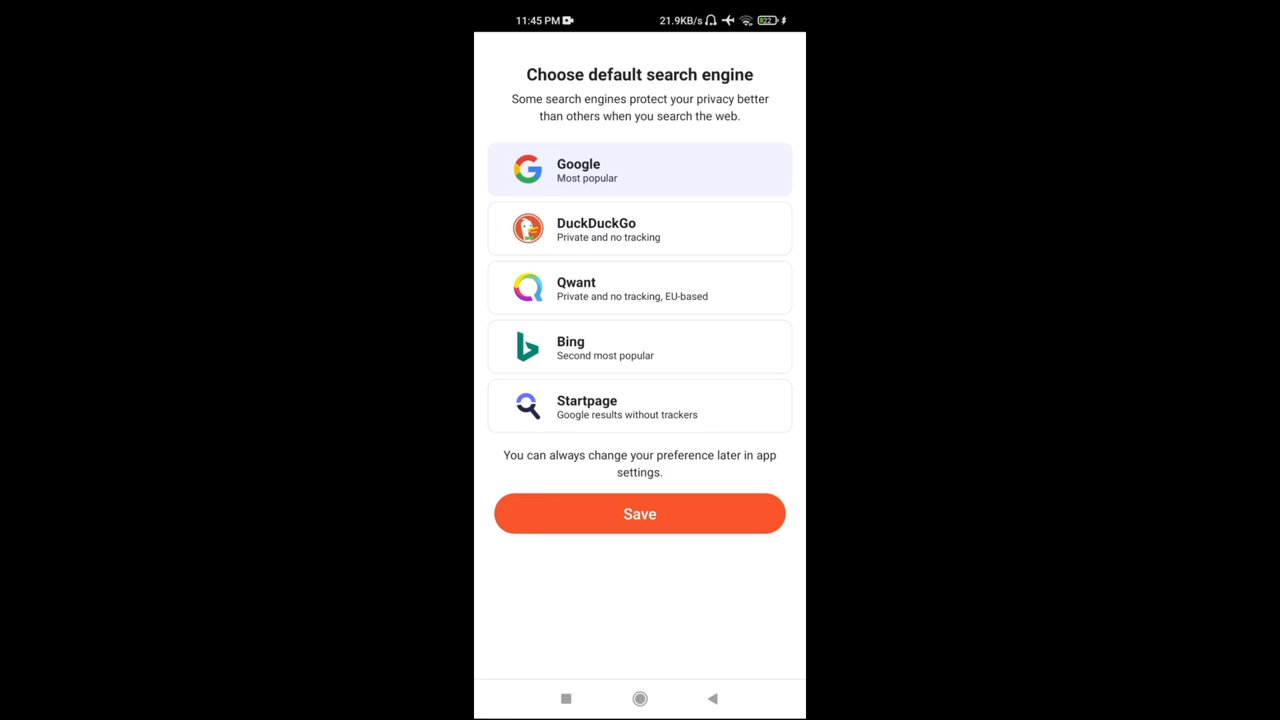 11:45 PM 21.9KB/s 22
Choose default search engine
Some search engines protect your privacy better
than others when you search the web.
Google
Most popular
DuckDuckGo
Private and no tracking
Qwant
Private and no tracking, EU-based
Bing
Second most popular
Startpage
Google results without trackers
You can always change your preference later in app
settings.
Save